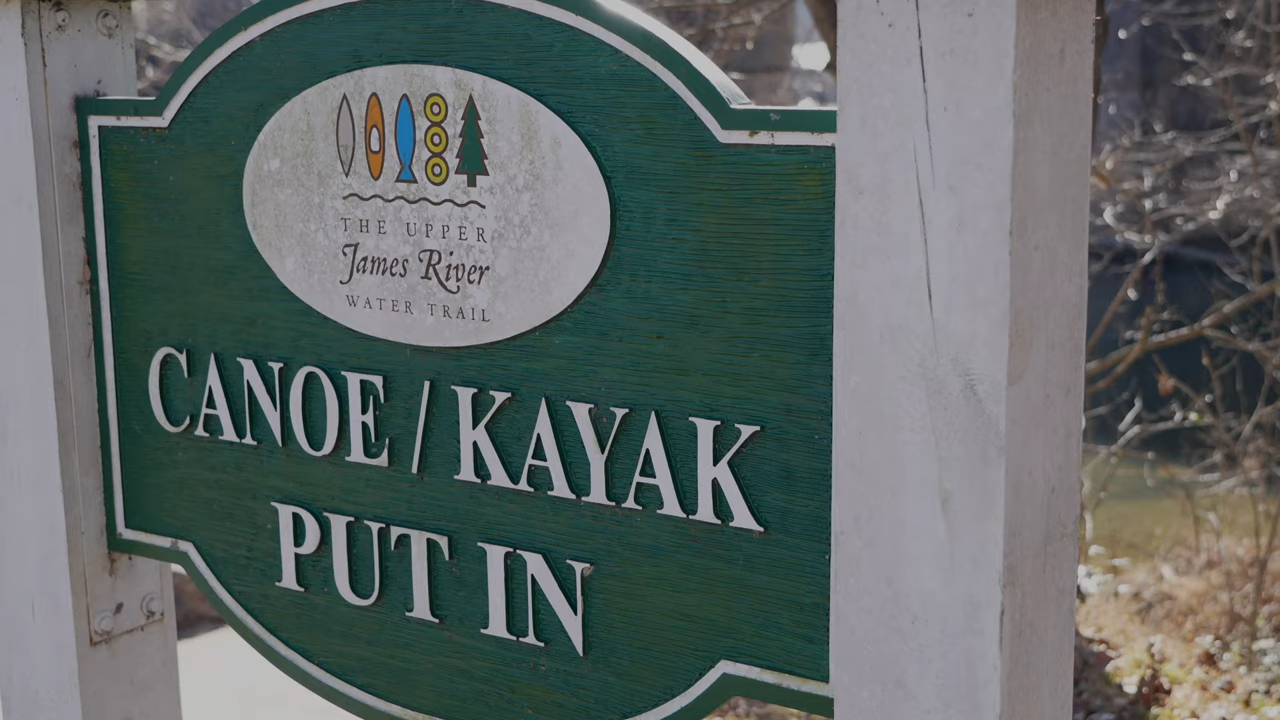 THE UPPER
James River
WATER TRAIL
CANOE / KAYAK
PUT IN